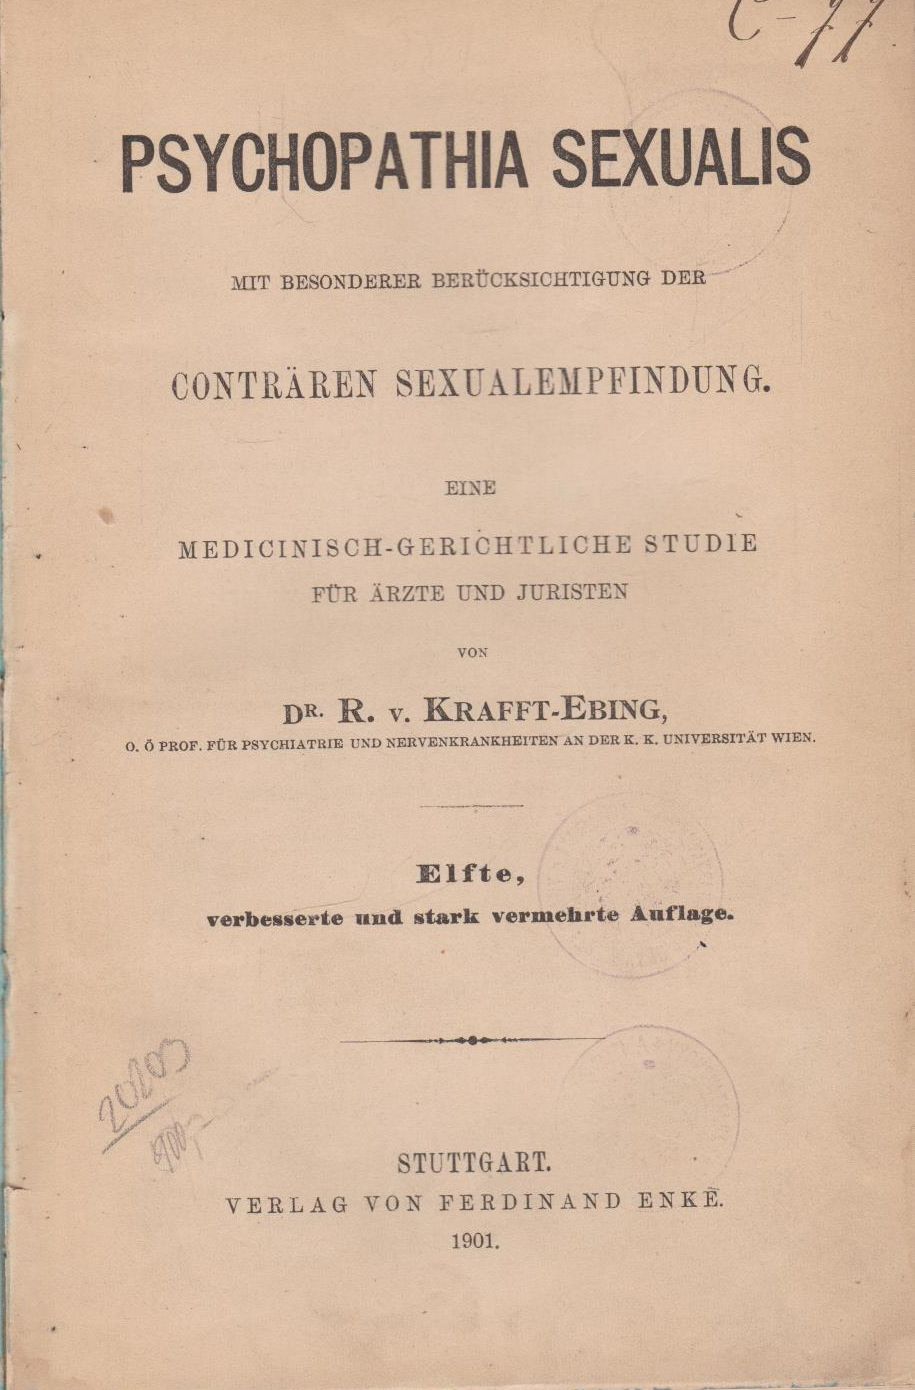 C-77
PSYCHOPATHIA SEXUALIS
MIT BESONDERER BERÜCKSICHTIGUNG DER
CONTRÄREN SEXUALEMPFINDUNG.
EINE
MEDICINISCH-GERICHTLICHE STUDIE
FÜR ÄRZTE UND JURISTEN
VON
DR. R. v. KRAFFT-EBING,
O. Ö PROF. FÜR PSYCHIATRIE UND NERVENKRANKHEITEN AN DER K. K. UNIVERSITÄT WIEN.
Elfte,
verbesserte und stark vermehrte Auflage.
20203
STUTTGART.
VERLAG VON FERDINAND ENKE.
1901.